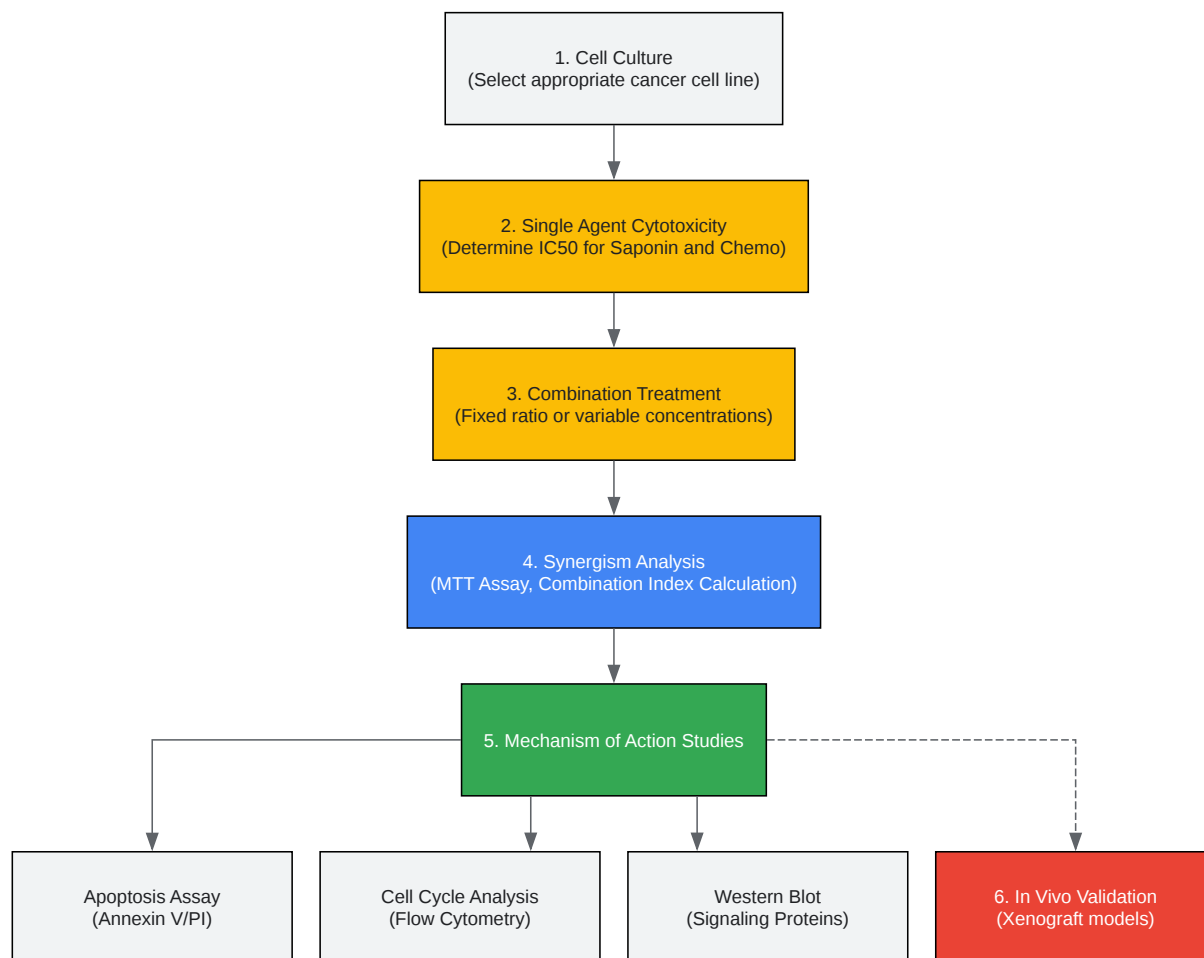 1. Cell Culture
(Select appropriate cancer cell line)
2. Single Agent Cytotoxicity
(Determine IC50 for Saponin and Chemo)
3. Combination Treatment
(Fixed ratio or variable concentrations)
4. Synergism Analysis
(MTT Assay, Combination Index Calculation)
5. Mechanism of Action Studies
Apoptosis Assay
(Annexin V/PI)
Cell Cycle Analysis
(Flow Cytometry)
Western Blot
(Signaling Proteins)
6. In Vivo Validation
(Xenograft models)